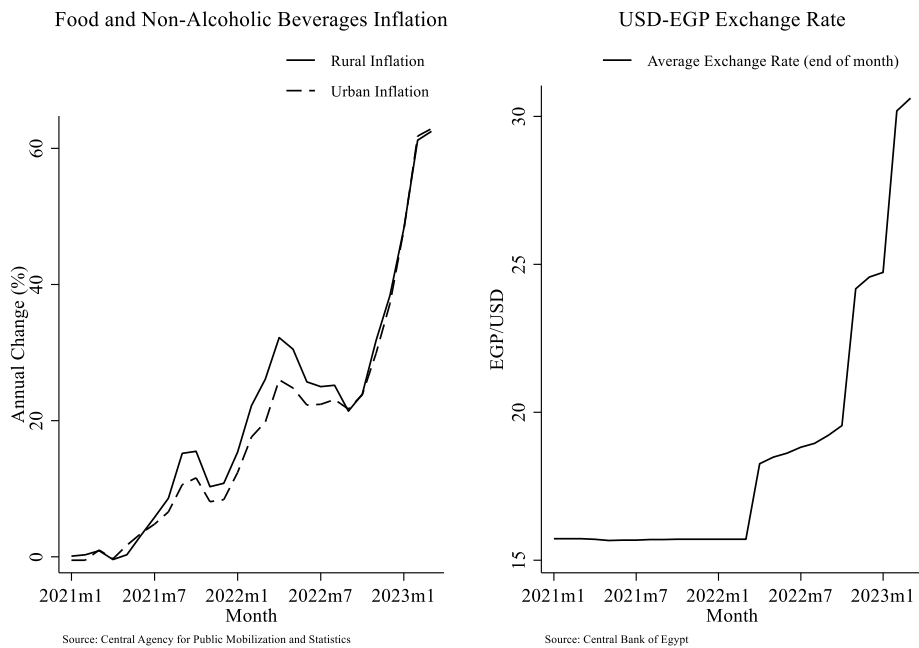 Food and Non-Alcoholic Beverages Inflation
Rural Inflation
Urban Inflation
Annual Change (%)
60
40
20
0
2021m1 2021m7 2022m1 2022m7 2023m1
Month
Source: Central Agency for Public Mobilization and Statistics
USD-EGP Exchange Rate
Average Exchange Rate (end of month)
EGP/USD
30
25
20
15
2021m1 2021m7 2022m1 2022m7 2023m1
Month
Source: Central Bank of Egypt